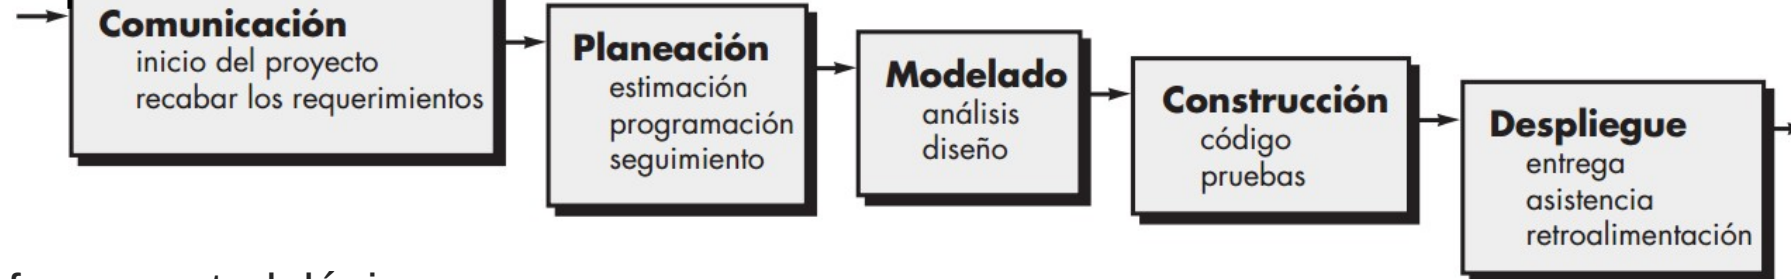 Comunicación
inicio del proyecto
recabar los requerimientos
Planeación
estimación
programación
seguimiento
Modelado
análisis
diseño
Construcción
código
pruebas
Despliegue
entrega
asistencia
retroalimentación